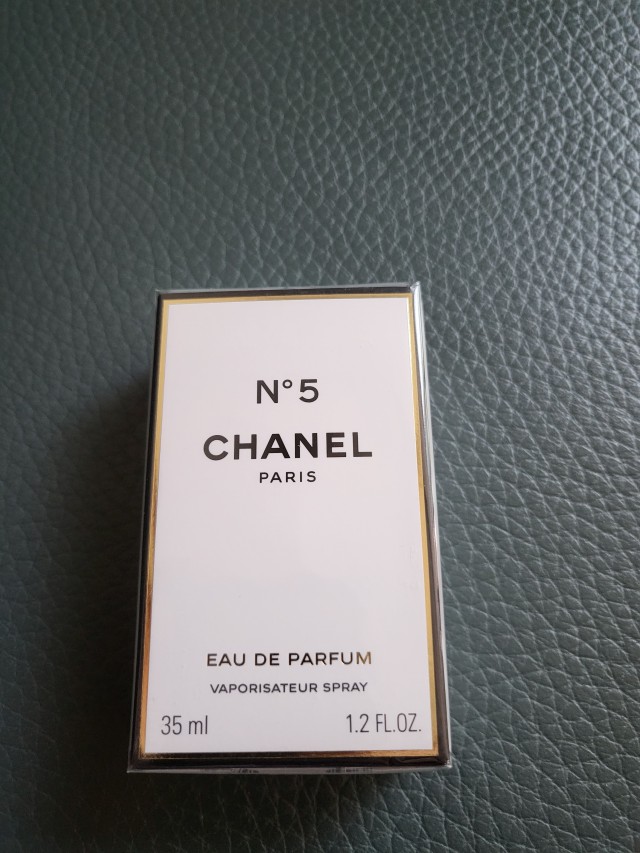 N°5
CHANEL
PARIS
EAU DE PARFUM
VAPORISATEUR SPRAY
35 ml 1.2 FL.OZ.